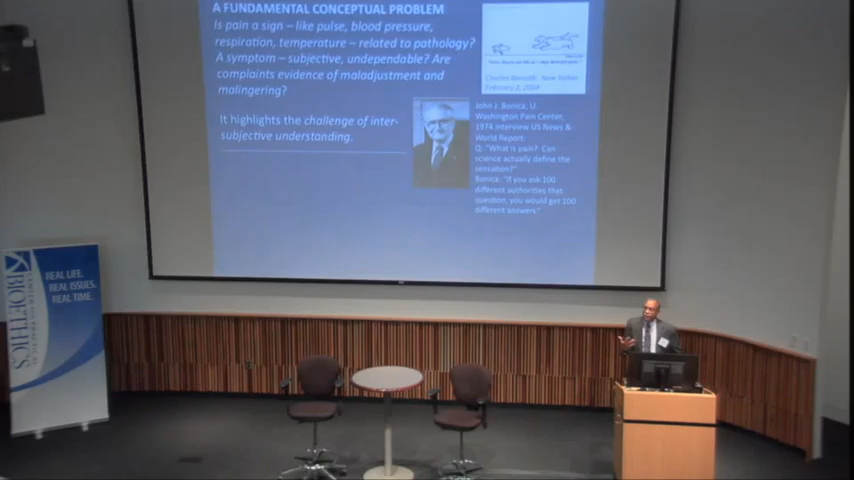 A FUNDAMENTAL CONCEPTUAL PROBLEM
Is pain a sign – like pulse, blood pressure,
respiration, temperature – related to pathology?
A symptom – subjective, undependable? Are
complaints evidence of maladjustment and
malingering?
It highlights the challenge of inter-
subjective understanding.
New Yorker,
February 2, 2004
John J. Bonica, U.
Washington Pain Center,
1974 interview US News &
World Report:
Q: "What is pain? Can
science actually define the
sensation?"
Bonica: "If you ask 100
different authorities that
question, you would get 100
different answers"
REAL LIFE.
REAL ISSUES.
REAL TIME.
CENTER FOR PRACTICAL
BIOETHICS